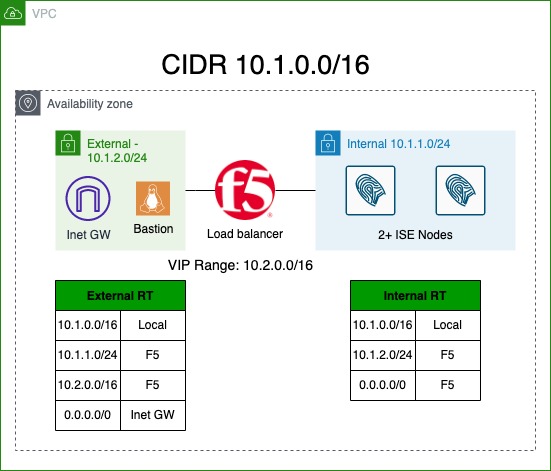 VPC
CIDR 10.1.0.0/16
Availability zone
External -
10.1.2.0/24
Inet GW
Bastion
f5
Load balancer
Internal 10.1.1.0/24
2+ ISE Nodes
VIP Range: 10.2.0.0/16
External RT
10.1.0.0/16 Local
10.1.1.0/24 F5
10.2.0.0/16 F5
0.0.0.0/0 Inet GW
Internal RT
10.1.0.0/16 Local
10.1.2.0/24 F5
0.0.0.0/0 F5